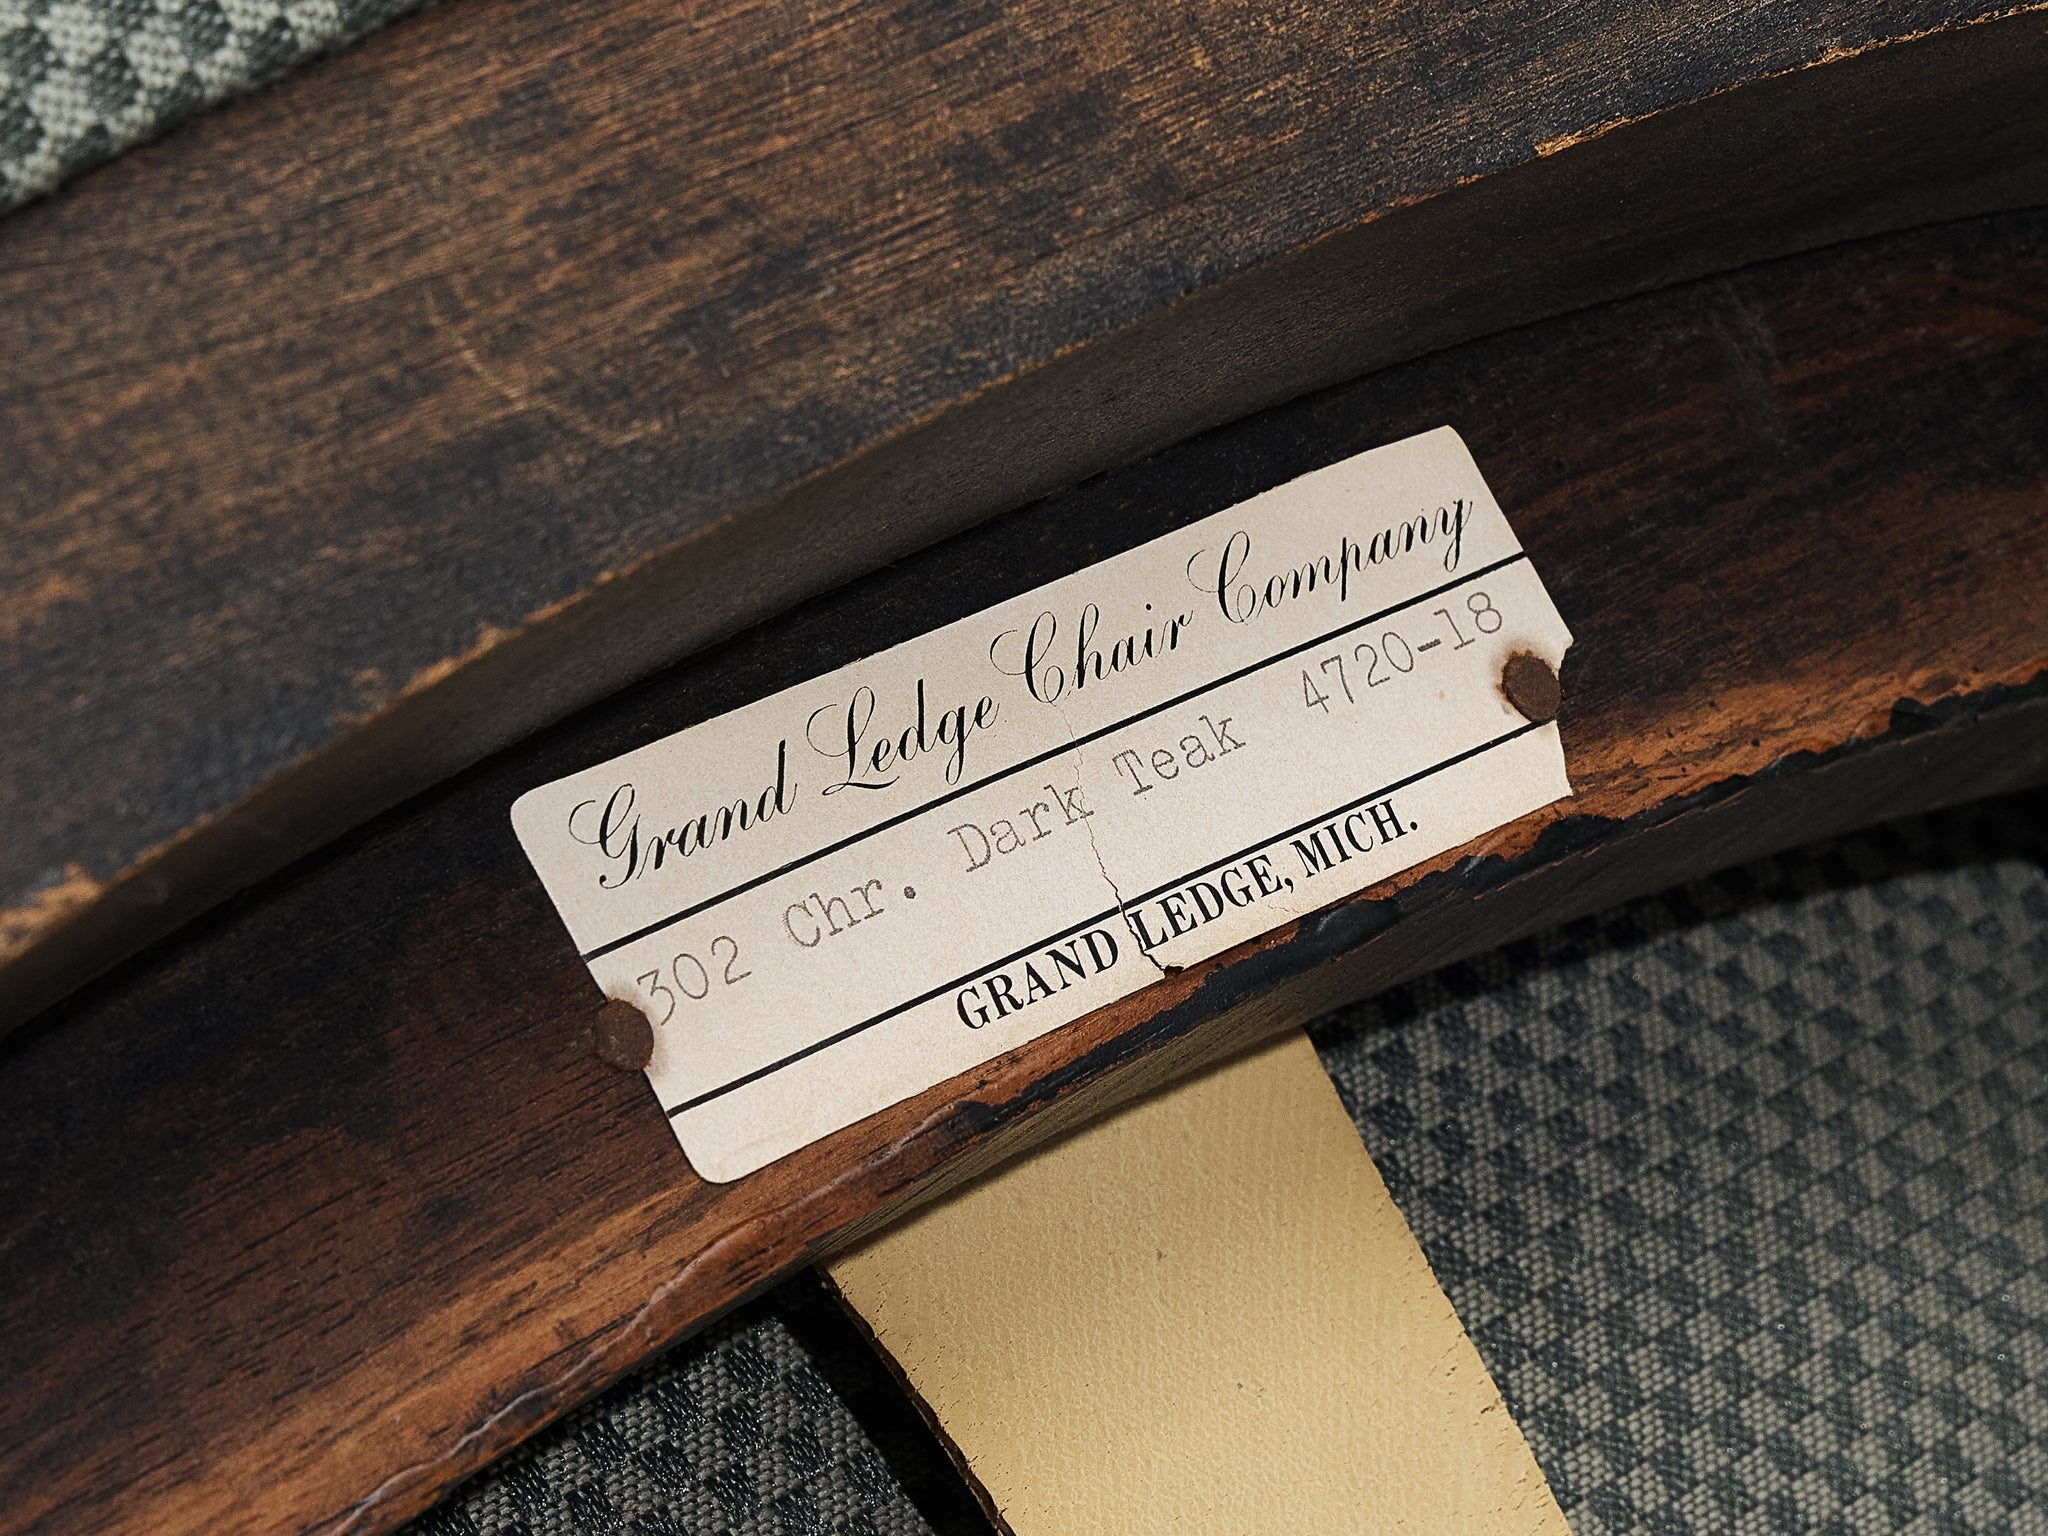 Grand Ledge Chair Company
302 Chr. Dark Teak 4720-18
GRAND LEDGE, MICH.